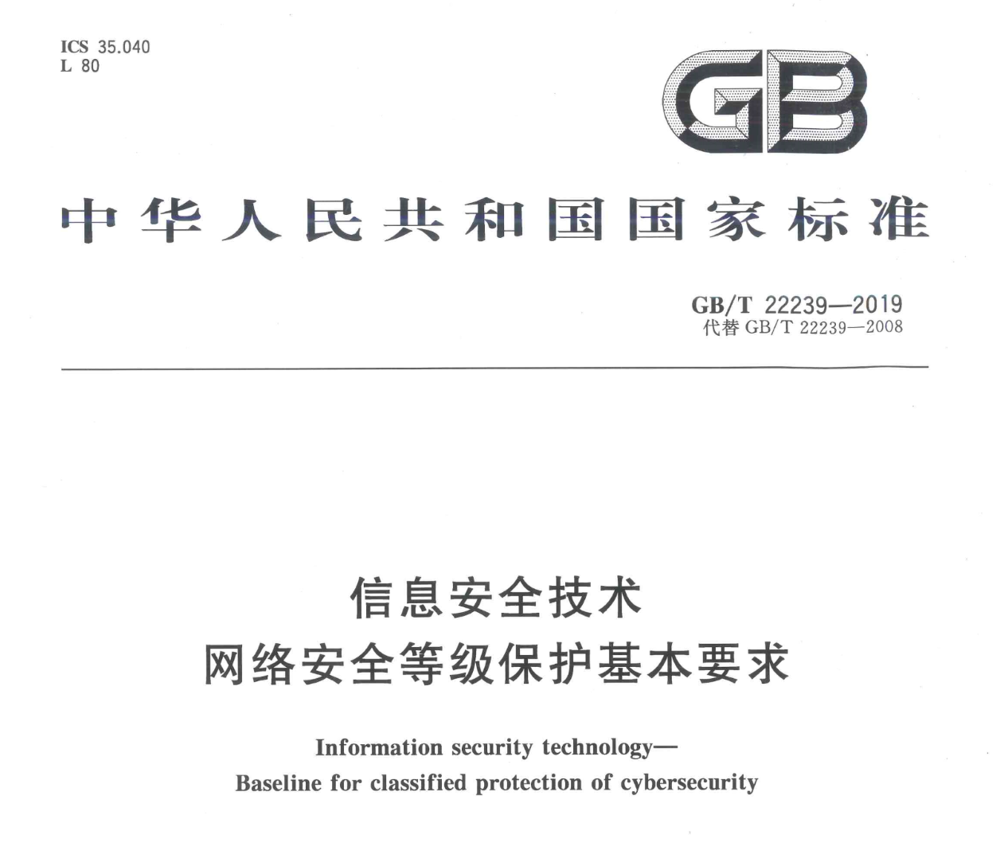 ICS 35.040
L 80
GB
中华人民共和国国家标准
GB/T 22239—2019
代替 GB/T 22239—2008
信息安全技术
网络安全等级保护基本要求
Information security technology—
Baseline for classified protection of cybersecurity